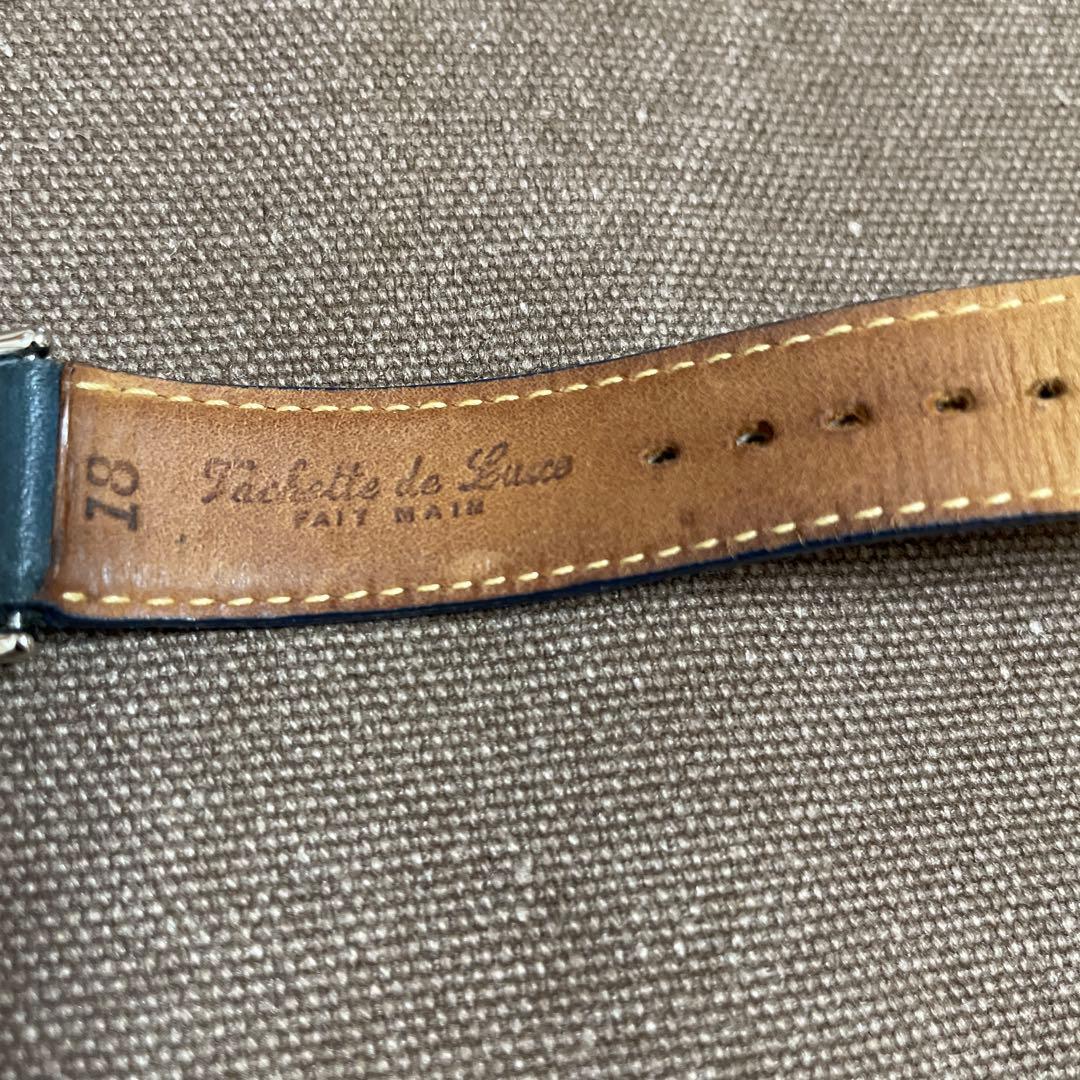 18
Vachette de Luxe
FAIT MAIN